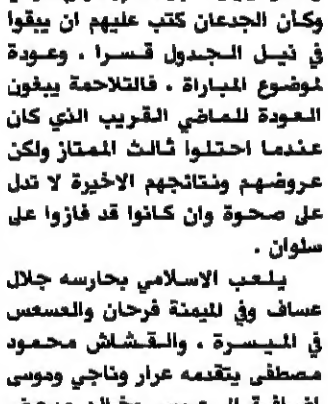 وكأن الجدعان كتب عليهم ان يبقوا
في ذيل الجدول قسرا . وعودة
لموضوع المباراة . فالتلاحمة يبغون
العودة للماضي القريب الذي كان
عندما احتلوا ثالث الممتاز ولكن
عروضهم ونتائجهم الاخيرة لا تدل
على صحوة وان كانوا قد فازوا على
سلوان .
يلعب الاسلامي بحارسه جلال
عساف وفي الميمنة فرحان والعسعس
في الميسرة . والقشاش محمود
مصطفى يتقدمه عرار وناجي وموسى